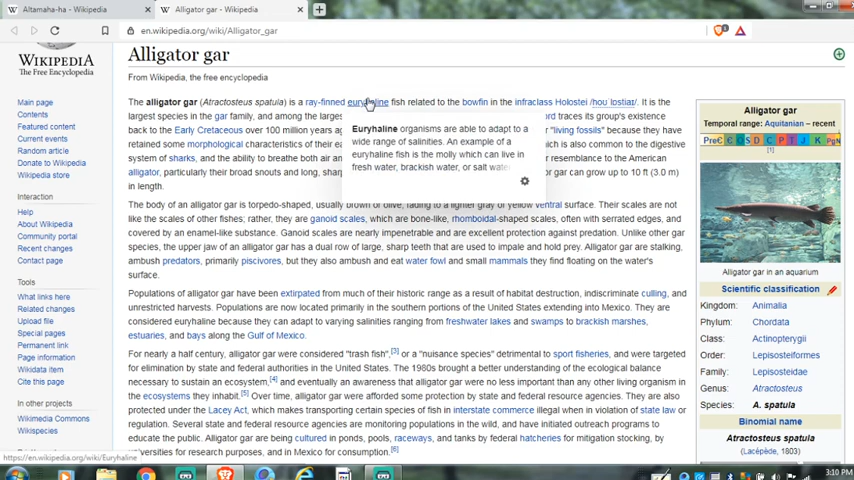 Altamaha-ha - Wikipedia
Alligator gar - Wikipedia
en.wikipedia.org/wiki/Alligator_gar
WIKIPEDIA
The Free Encyclopedia
Main page
Contents
Featured content
Current events
Random article
Donate to Wikipedia
Wikipedia store
Interaction
Help
About Wikipedia
Community portal
Recent changes
Contact page
Tools
What links here
Related changes
Upload file
Special pages
Permanent link
Page information
Wikidata item
Cite this page
In other projects
Wikimedia Commons
Wikispecies
https://en.wikipedia.org/wiki/Euryhaline
Alligator gar
From Wikipedia, the free encyclopedia
The alligator gar (Atractosteus spatula) is a ray-finned euryhaline fish related to the bowfin in the infraclass Holostei /hoʊˈlɒstiaɪ/. It is the
largest species in the gar family, and among the larges
traces its group's existence
back to the Early Cretaceous over 100 million years a
"living fossils" because they have
retained some morphological characteristics of their ea
which is also common to the digestive
system of sharks, and the ability to breathe both air an
resemblance to the American
alligator, particularly their broad snouts and long, shar
or gar can grow up to 10 ft (3.0 m)
in length.
Euryhaline organisms are able to adapt to a
wide range of salinities. An example of a
euryhaline fish is the molly which can live in
fresh water, brackish water, or salt water
The body of an alligator gar is torpedo-shaped, usually brown or olive, fading to a lighter gray or yellow ventral surface. Their scales are not
like the scales of other fishes; rather, they are ganoid scales, which are bone-like, rhomboidal-shaped scales, often with serrated edges, and
covered by an enamel-like substance. Ganoid scales are nearly impenetrable and are excellent protection against predation. Unlike other gar
species, the upper jaw of an alligator gar has a dual row of large, sharp teeth that are used to impale and hold prey. Alligator gar are stalking,
ambush predators, primarily piscivores, but they also ambush and eat water fowl and small mammals they find floating on the water's
surface.
Populations of alligator gar have been extirpated from much of their historic range as a result of habitat destruction, indiscriminate culling, and
unrestricted harvests. Populations are now located primarily in the southern portions of the United States extending into Mexico. They are
considered euryhaline because they can adapt to varying salinities ranging from freshwater lakes and swamps to brackish marshes,
estuaries, and bays along the Gulf of Mexico.
For nearly a half century, alligator gar were considered "trash fish",[3] or a "nuisance species" detrimental to sport fisheries, and were targeted
for elimination by state and federal authorities in the United States. The 1980s brought a better understanding of the ecological balance
necessary to sustain an ecosystem,[4] and eventually an awareness that alligator gar were no less important than any other living organism in
the ecosystems they inhabit.[5] Over time, alligator gar were afforded some protection by state and federal resource agencies. They are also
protected under the Lacey Act, which makes transporting certain species of fish in interstate commerce illegal when in violation of state law or
regulation. Several state and federal resource agencies are monitoring populations in the wild, and have initiated outreach programs to
educate the public. Alligator gar are being cultured in ponds, pools, raceways, and tanks by federal hatcheries for mitigation stocking, by
universities for research purposes, and in Mexico for consumption.[6]
Alligator gar
Temporal range: Aquitanian – recent
PreЄ Є O S D C P T J K Pg N
[1]
Alligator gar in an aquarium
Scientific classification
Kingdom: Animalia
Phylum: Chordata
Class: Actinopterygii
Order: Lepisosteiformes
Family: Lepisosteidae
Genus: Atractosteus
Species: A. spatula
Binomial name
Atractosteus spatula
(Lacépède, 1803)
3:10 PM